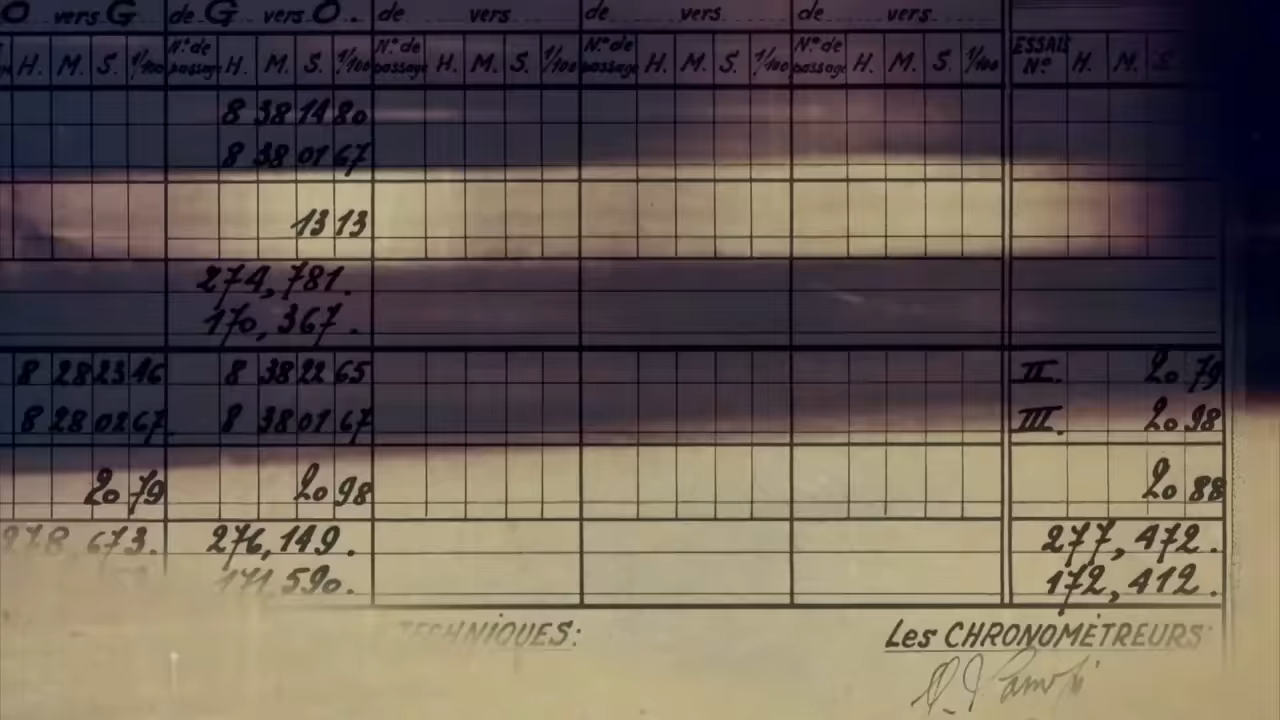 O vers G de G vers O.. de vers de vers de vers
H. M. S. 1/100 N.º de passage H. M. S. 1/100 N.º de passage H. M. S. 1/100 N.º de passage H. M. S. 1/100 N.º de passage H. M. S. 1/100 ESSAIS Nº H. M. S.
8 38 14 80
8 38 01 67
13 13
274,781.
170,367.
8 28 23 46 8 38 22 65 II. 20 79
8 28 02 67 8 38 01 67 III. 20 98
20 79 20 98 20 88
278,673. 276,149. 277,472.
171,590. 172,412.
TECHNIQUES: Les CHRONOMÉTREURS: